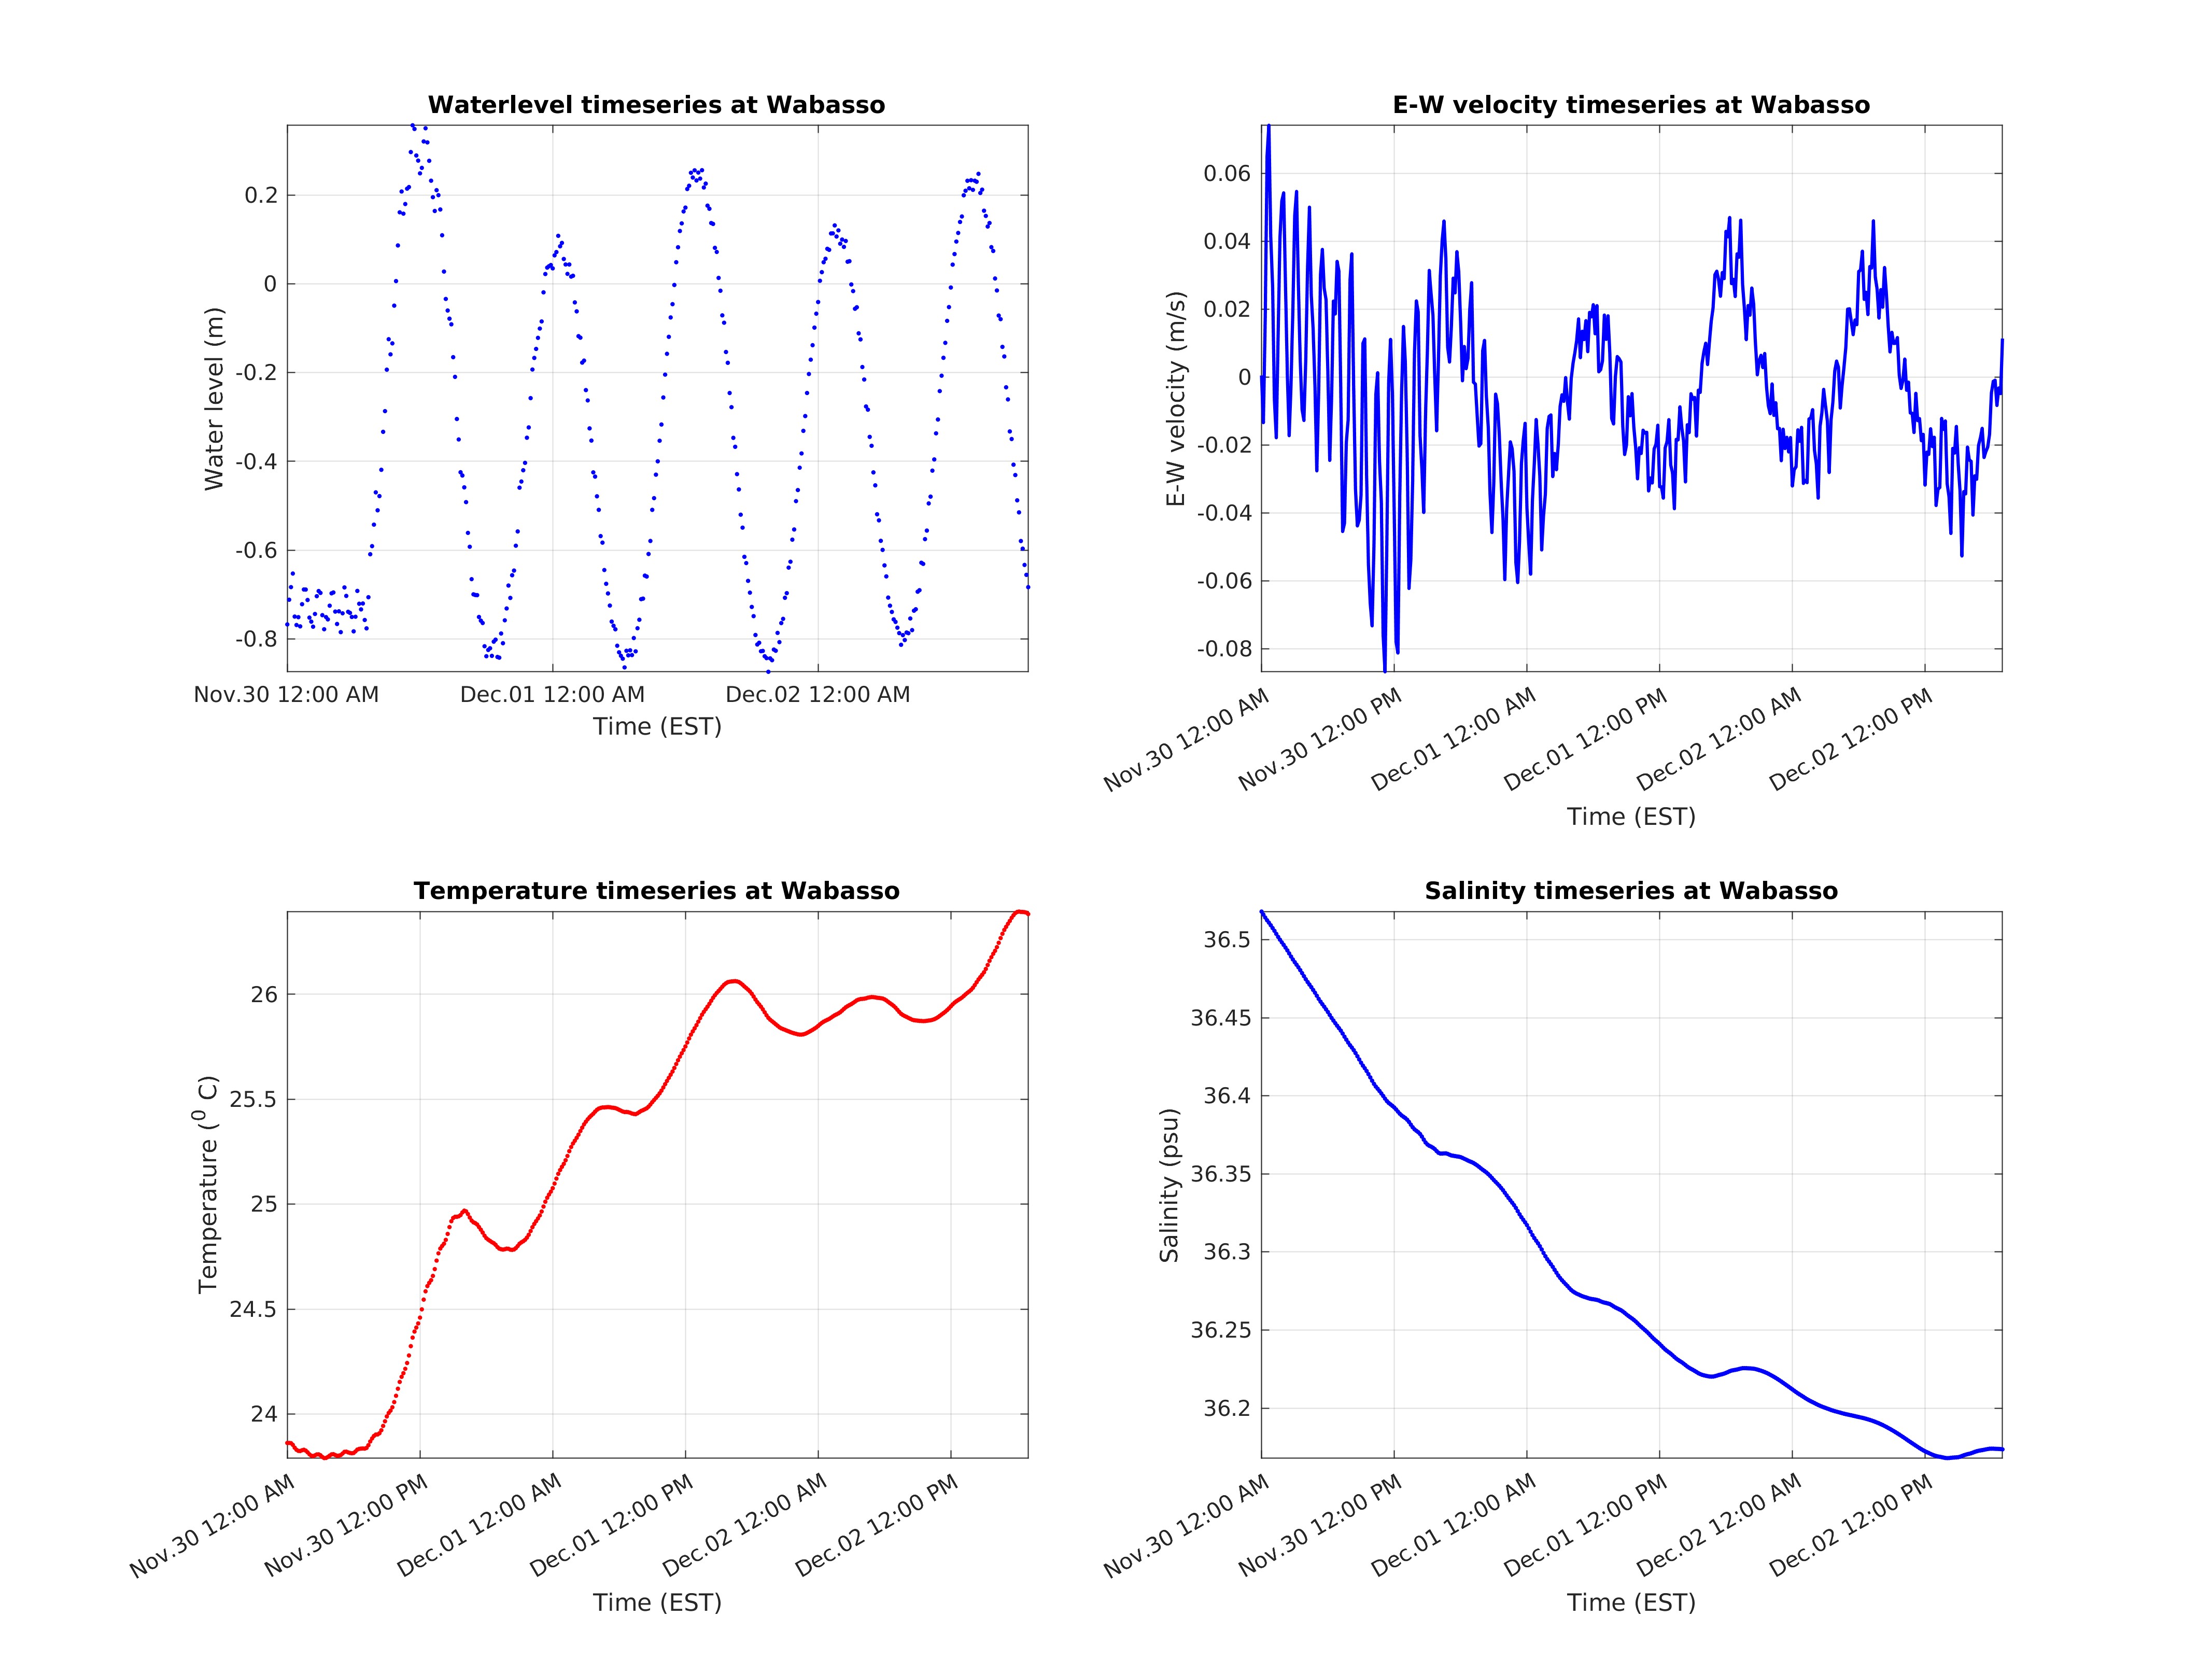 Waterlevel timeseries at Wabasso
0.2
0
-0.2
-0.4
-0.6
-0.8
Water level (m)
Nov.30 12:00 AM
Dec.01 12:00 AM
Dec.02 12:00 AM
Time (EST)
E-W velocity timeseries at Wabasso
0.06
0.04
0.02
0
-0.02
-0.04
-0.06
-0.08
E-W velocity (m/s)
Nov.30 12:00 AM
Nov.30 12:00 PM
Dec.01 12:00 AM
Dec.01 12:00 PM
Dec.02 12:00 AM
Dec.02 12:00 PM
Time (EST)
Temperature timeseries at Wabasso
26
25.5
25
24.5
24
Temperature (⁰ C)
Nov.30 12:00 AM
Nov.30 12:00 PM
Dec.01 12:00 AM
Dec.01 12:00 PM
Dec.02 12:00 AM
Dec.02 12:00 PM
Time (EST)
Salinity timeseries at Wabasso
36.5
36.45
36.4
36.35
36.3
36.25
36.2
Salinity (psu)
Nov.30 12:00 AM
Nov.30 12:00 PM
Dec.01 12:00 AM
Dec.01 12:00 PM
Dec.02 12:00 AM
Dec.02 12:00 PM
Time (EST)